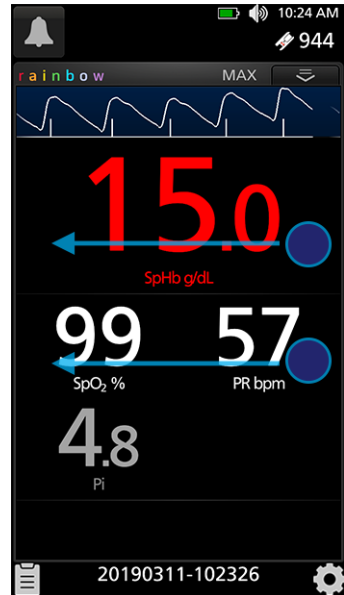 10:24 AM
944
rainbow MAX
15.0
SpHb g/dL
99 57
SpO₂ % PR bpm
4.8
Pi
20190311-102326